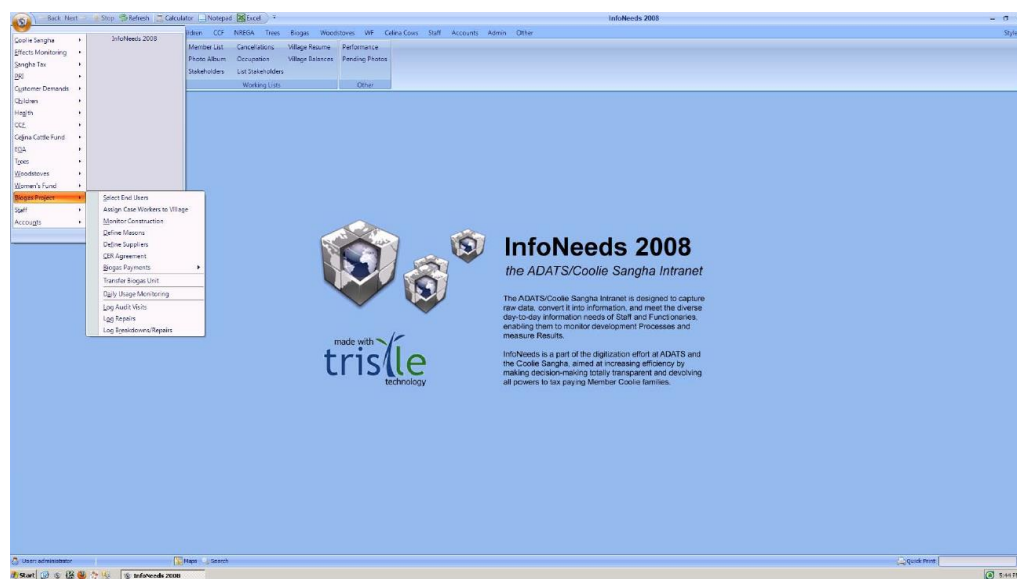 Back Next Stop Refresh Calculator Notepad Excel
InfoNeeds 2008
CCF NREGA Trees Biogas Woodstoves WF Celina Cows Staff Accounts Admin Other
Style
Coolie Sangha
Effects Monitoring
Sangha Tax
PRI
Customer Demands
Children
Health
CCF
Celina Cattle Fund
EOA
Trees
Woodstoves
Women's Fund
Biogas Project
Staff
Accounts
InfoNeeds 2008
Member List Cancellations Village Resume Performance
Photo Album Occupation Village Balances Pending Photos
Stakeholders List Stakeholders
Working Lists Other
Select End Users
Assign Case Workers to Village
Monitor Construction
Define Masons
Define Suppliers
CER Agreement
Biogas Payments
Transfer Biogas Unit
Daily Usage Monitoring
Log Audit Visits
Log Repairs
Log Breakdowns/Repairs
InfoNeeds 2008
the ADATS/Coolie Sangha Intranet
The ADATS/Coolie Sangha Intranet is designed to capture
raw data, convert it into information, and meet the diverse
day-to-day information needs of Staff and Functionaries,
enabling them to monitor development Processes and
measure Results.
InfoNeeds is a part of the digitization effort at ADATS and
the Coolie Sangha, aimed at increasing efficiency by
making decision-making totally transparent and devolving
all powers to tax paying Member Coolie families.
made with
tristle
technology
User: administrator Maps Search Quick Print
Start InfoNeeds 2008 5:44